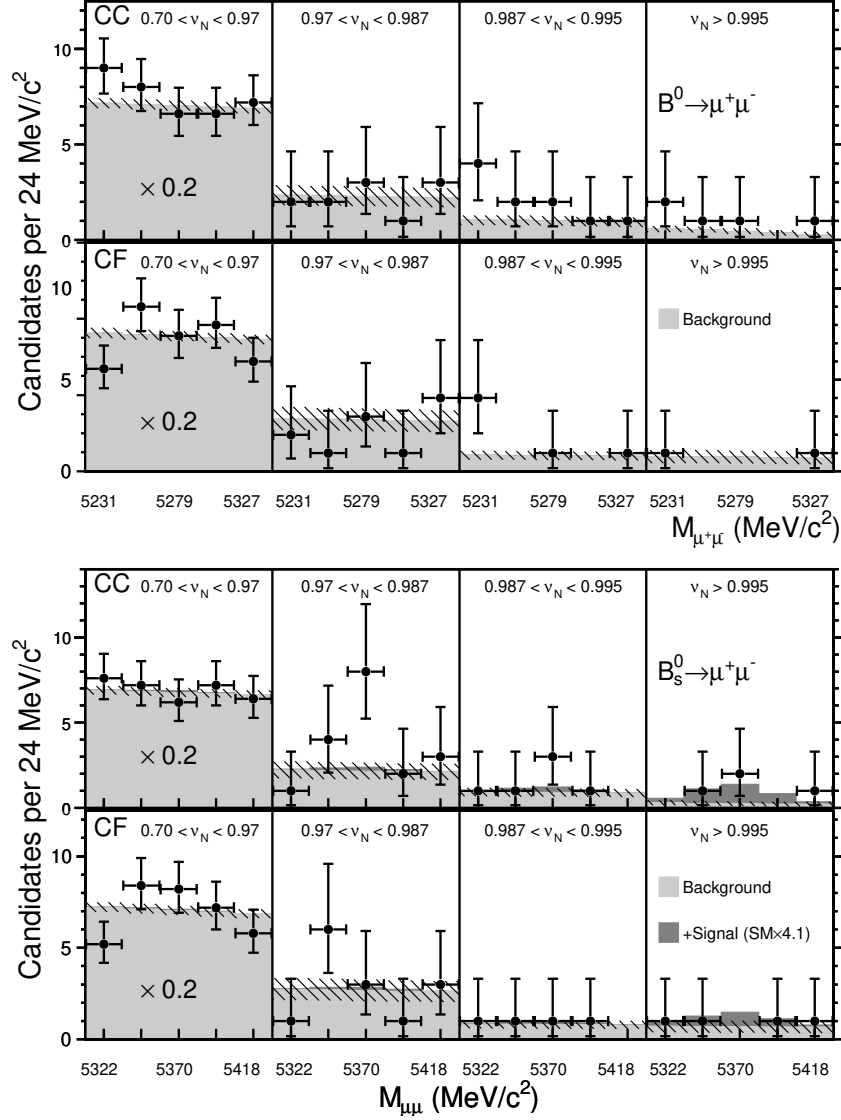 CC 0.70 < ν_N < 0.97 0.97 < ν_N < 0.987 0.987 < ν_N < 0.995 ν_N > 0.995
10
5
0
B⁰→μ⁺μ⁻
× 0.2
CF 0.70 < ν_N < 0.97 0.97 < ν_N < 0.987 0.987 < ν_N < 0.995 ν_N > 0.995
10
5
0
Background
× 0.2
Candidates per 24 MeV/c²
5231 5279 5327 5231 5279 5327 5231 5279 5327 5231 5279 5327
M_μ⁺μ⁻ (MeV/c²)
CC 0.70 < ν_N < 0.97 0.97 < ν_N < 0.987 0.987 < ν_N < 0.995 ν_N > 0.995
10
5
0
B_s⁰→μ⁺μ⁻
× 0.2
CF 0.70 < ν_N < 0.97 0.97 < ν_N < 0.987 0.987 < ν_N < 0.995 ν_N > 0.995
10
5
0
Background
+Signal (SM×4.1)
× 0.2
Candidates per 24 MeV/c²
5322 5370 5418 5322 5370 5418 5322 5370 5418 5322 5370 5418
M_μμ (MeV/c²)